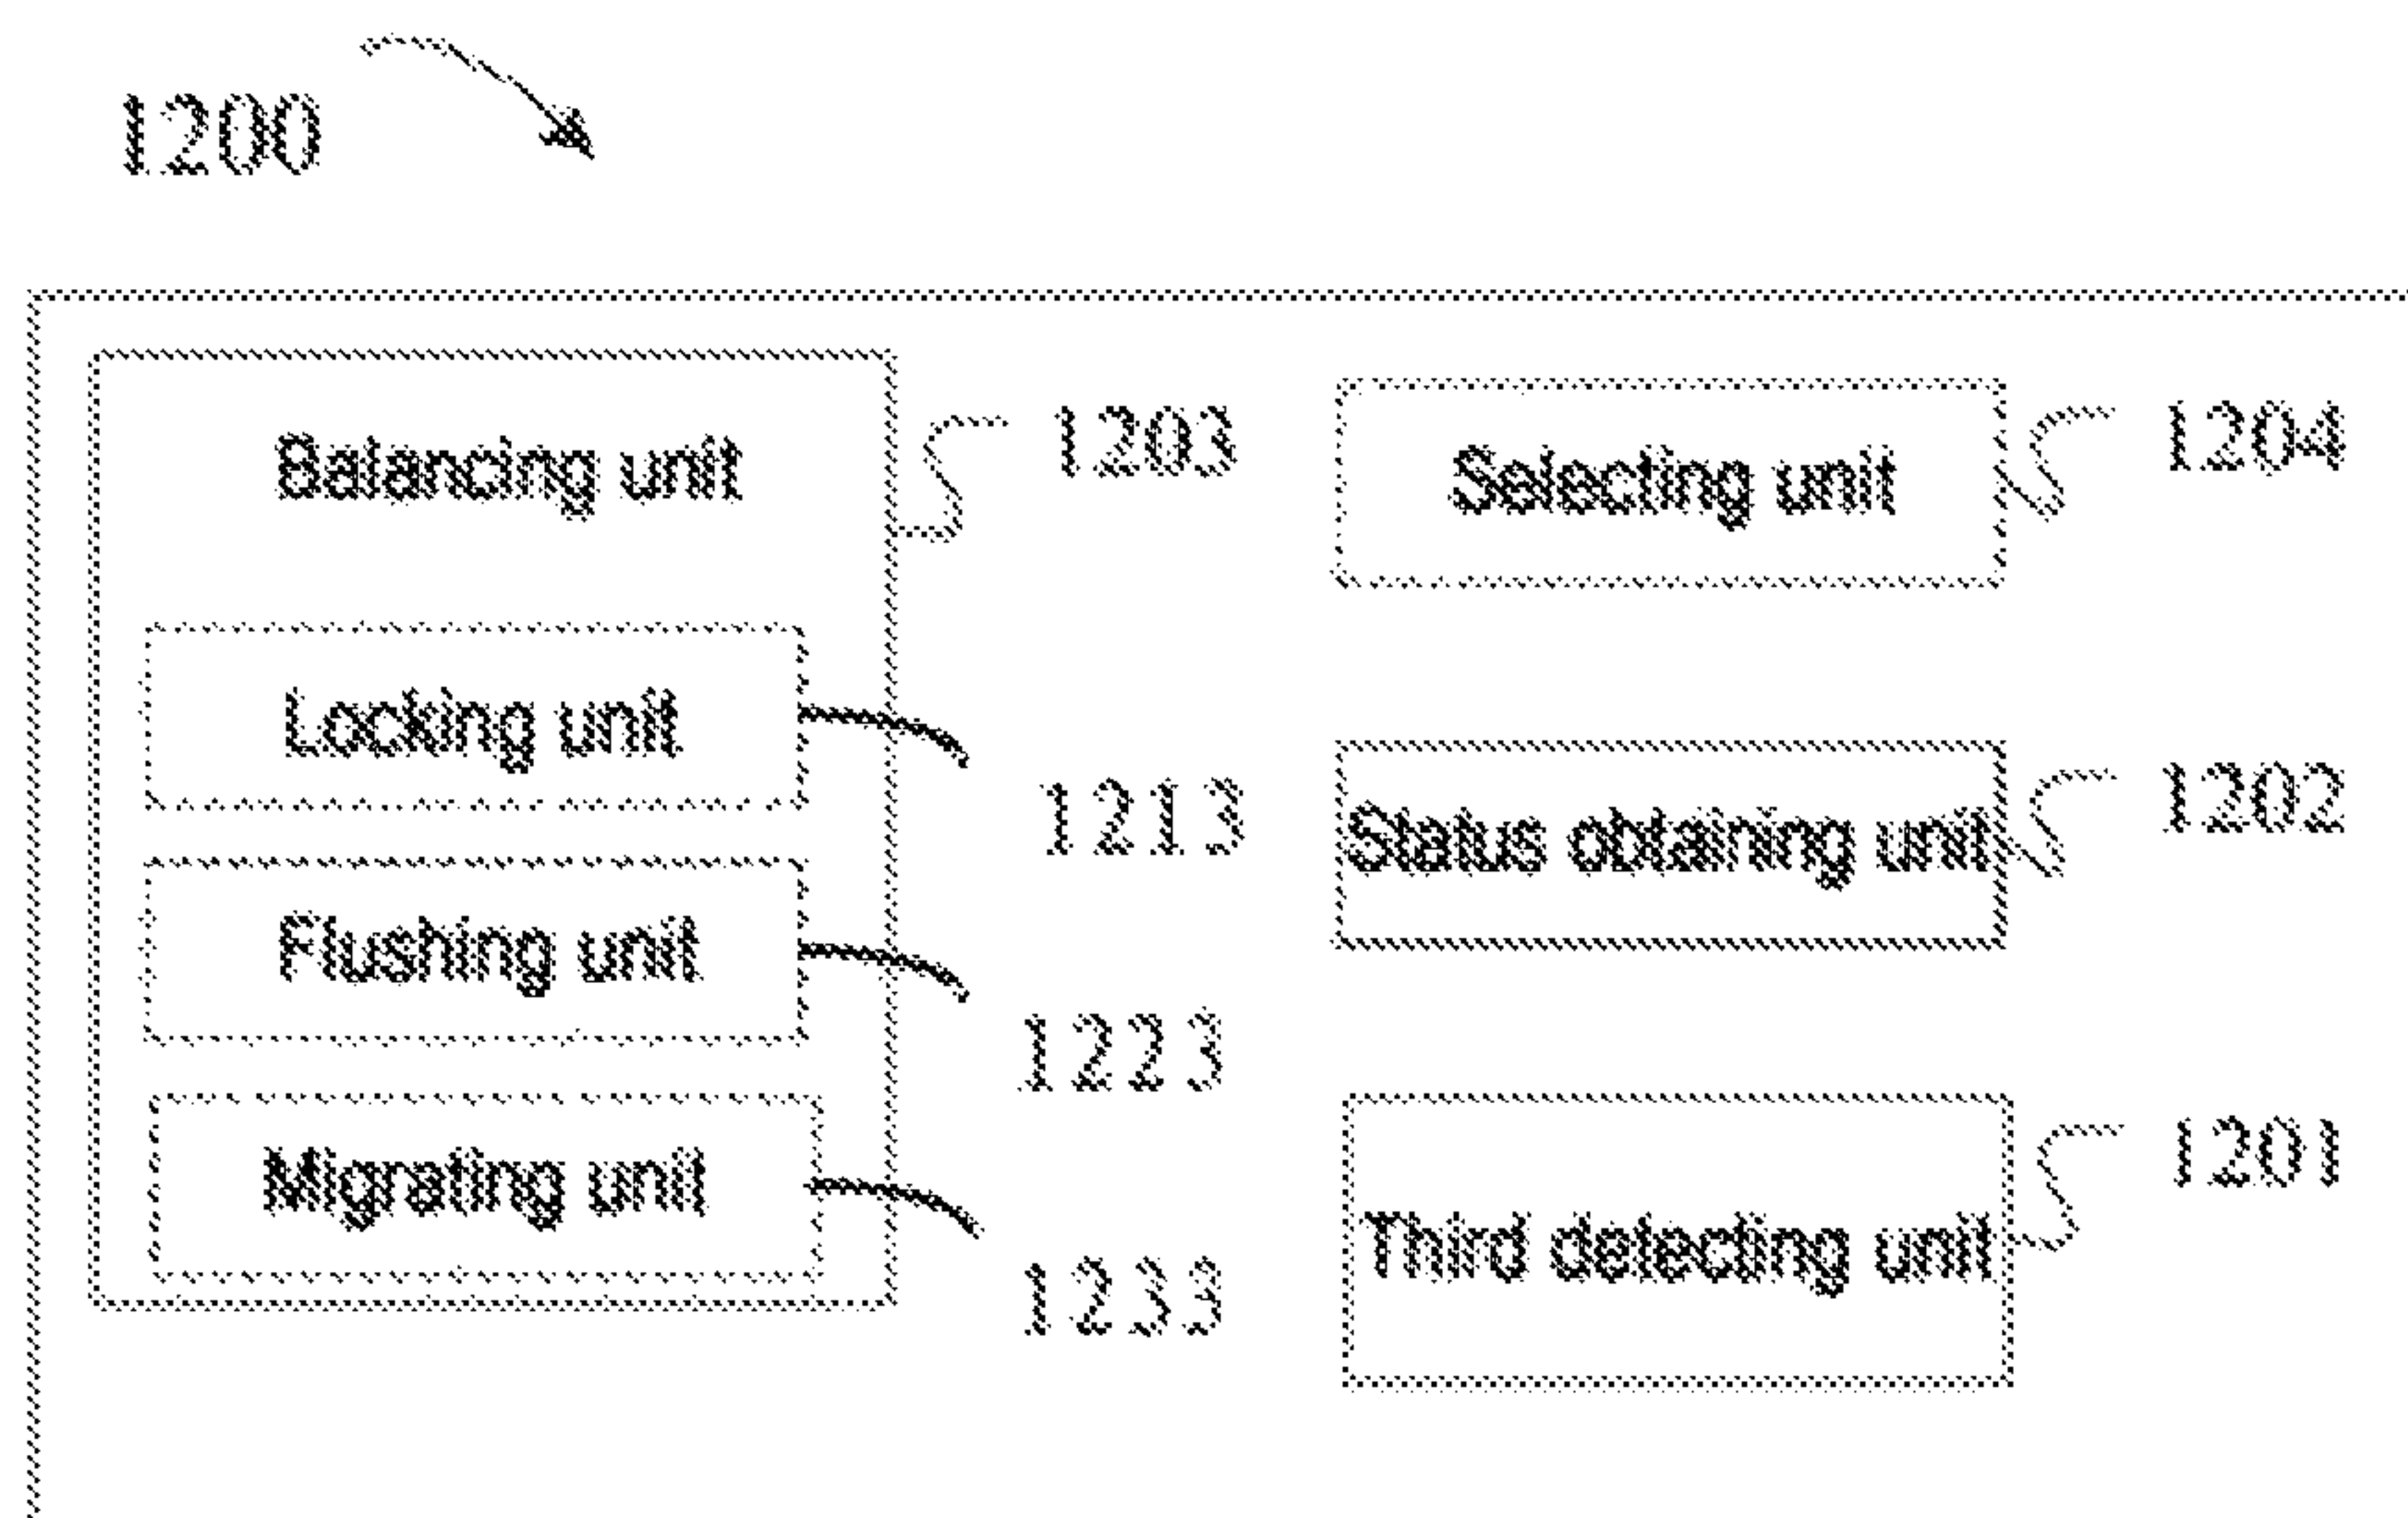 1200
Balancing unit
1203
Locking unit
1213
Flushing unit
1223
Migrating unit
1233
Selecting unit
1204
Status obtaining unit
1202
Third detecting unit
1201